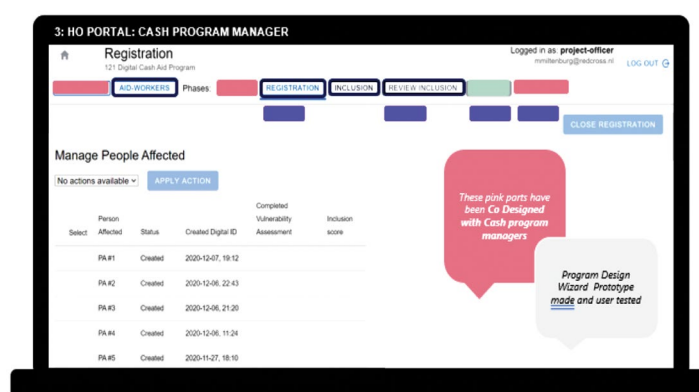 3: HO PORTAL: CASH PROGRAM MANAGER
Registration
121 Digital Cash Aid Program
Logged in as: project-officer
mmiltenburg@redcross.nl
LOG OUT
AID-WORKERS Phases: REGISTRATION INCLUSION REVIEW INCLUSION
CLOSE REGISTRATION
Manage People Affected
No actions available APPLY ACTION
Select
Person
Affected
Status
Created Digital ID
Completed
Vulnerability
Assessment
Inclusion
score
PA #1 Created 2020-12-07, 19:12
PA #2 Created 2020-12-06, 22:43
PA #3 Created 2020-12-06, 21:20
PA #4 Created 2020-12-06, 11:24
PA #5 Created 2020-11-27, 18:10
These pink parts have
been Co Designed
with Cash program
managers
Program Design
Wizard Prototype
made and user tested